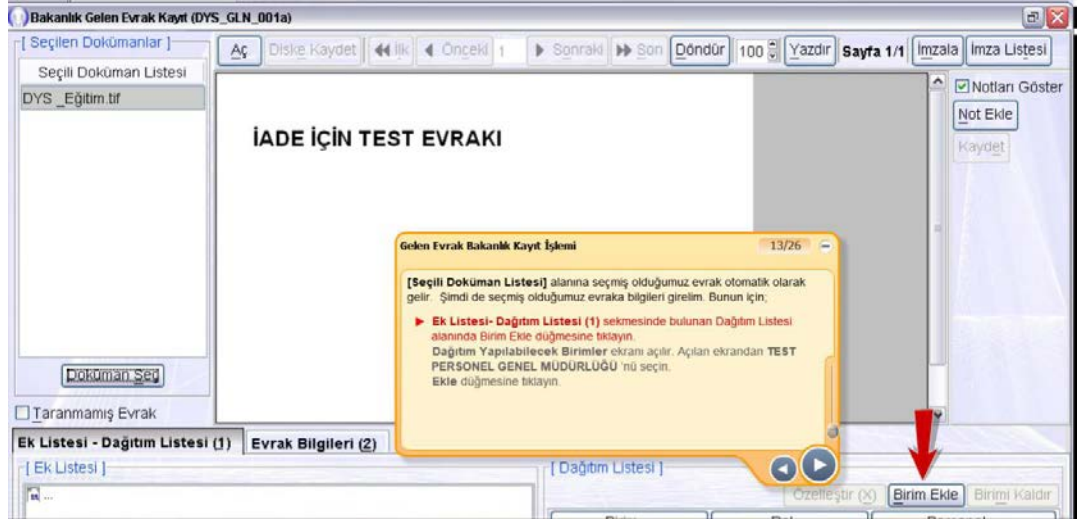 Bakanlık Gelen Evrak Kayıt (DYS_GLN_001a)
[ Seçilen Dokümanlar ]
Aç Diske Kaydet İlk Önceki 1 Sonraki Son Döndür 100 Yazdır Sayfa 1/1 İmzala İmza Listesi
Seçili Doküman Listesi
DYS _Eğitim.tif
Notları Göster
Not Ekle
Kaydet
İADE İÇİN TEST EVRAKI
Gelen Evrak Bakanlık Kayıt İşlemi 13/26
[Seçili Doküman Listesi] alanına seçmiş olduğumuz evrak otomatik olarak
gelir. Şimdi de seçmiş olduğumuz evraka bilgileri girelim. Bunun için;
Ek Listesi- Dağıtım Listesi (1) sekmesinde bulunan Dağıtım Listesi
alanında Birim Ekle düğmesine tıklayın.
Dağıtım Yapılabilecek Birimler ekranı açılır. Açılan ekrandan TEST
PERSONEL GENEL MÜDÜRLÜĞÜ 'nü seçin.
Ekle düğmesine tıklayın.
Doküman Seç
Taranmamış Evrak
Ek Listesi - Dağıtım Listesi (1) Evrak Bilgileri (2)
[ Ek Listesi ] [ Dağıtım Listesi ]
...
Özelleştir (X) Birim Ekle Birimi Kaldır